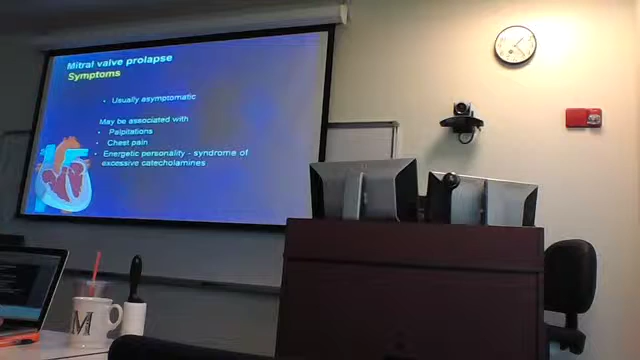 Mitral valve prolapse
Symptoms
• Usually asymptomatic
May be associated with
• Palpitations
• Chest pain
• Energetic personality - syndrome of
excessive catecholamines
M